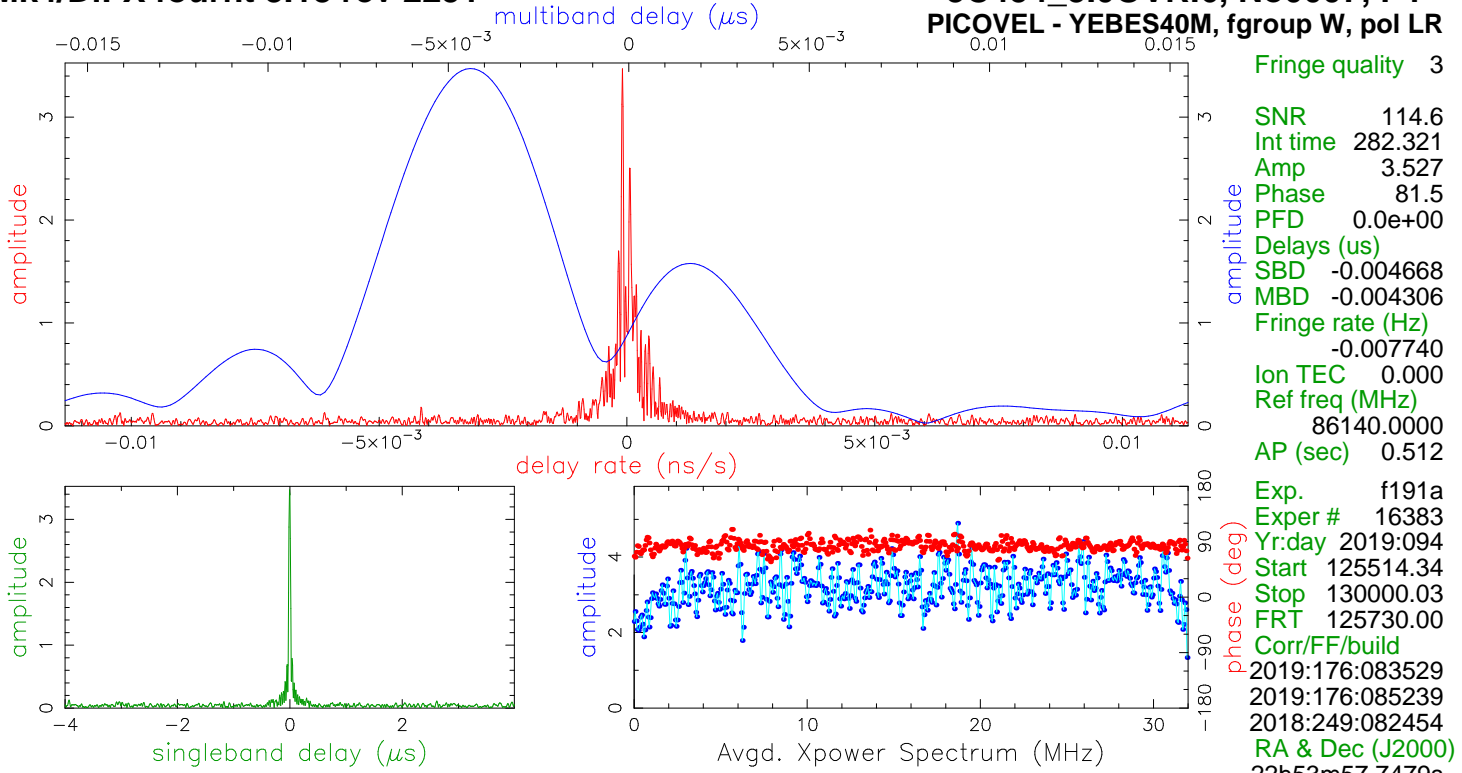 multiband delay (μs)
PICOVEL - YEBES40M, fgroup W, pol LR
−0.015 −0.01 −5×10⁻³ 0 5×10⁻³ 0.01 0.015
amplitude
0 1 2 3
amplitude
0 1 2 3
−0.01 −5×10⁻³ 0 5×10⁻³ 0.01
delay rate (ns/s)
Fringe quality 3
SNR 114.6
Int time 282.321
Amp 3.527
Phase 81.5
PFD 0.0e+00
Delays (us)
SBD -0.004668
MBD -0.004306
Fringe rate (Hz)
-0.007740
Ion TEC 0.000
Ref freq (MHz)
86140.0000
AP (sec) 0.512
Exp. f191a
Exper # 16383
Yr:day 2019:094
Start 125514.34
Stop 130000.03
FRT 125730.00
Corr/FF/build
2019:176:083529
2019:176:085239
2018:249:082454
RA & Dec (J2000)
amplitude
0 1 2 3
−4 −2 0 2
singleband delay (μs)
amplitude
0 2 4
phase (deg)
−180 −90 0 90 180
0 10 20 30
Avgd. Xpower Spectrum (MHz)